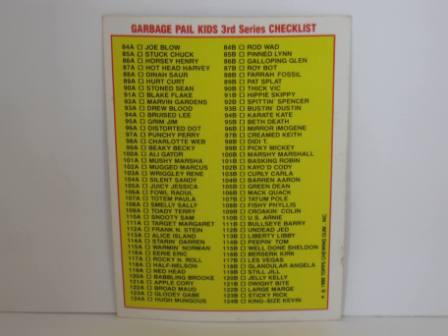 GARBAGE PAIL KIDS 3rd Series CHECKLIST
84A □ JOE BLOW 84B □ ROD WAD
85A □ STUCK CHUCK 85B □ PINNED LYNN
86A □ HORSEY HENRY 86B □ GALLOPING GLEN
87A □ HOT HEAD HARVEY 87B □ ROY BOT
88A □ DINAH SAUR 88B □ FARRAH FOSSIL
89A □ HURT CURT 89B □ PAT SPLAT
90A □ STONED SEAN 90B □ THICK VIC
91A □ BLAKE FLAKE 91B □ HIPPIE SKIPPY
92A □ MARVIN GARDENS 92B □ SPITTIN' SPENCER
93A □ DREW BLOOD 93B □ BUSTIN' DUSTIN
94A □ BRUISED LEE 94B □ KARATE KATE
95A □ GRIM JIM 95B □ BETH DEATH
96A □ DISTORTED DOT 96B □ MIRROR IMOGENE
97A □ PUNCHY PERRY 97B □ CREAMED KEITH
98A □ CHARLOTTE WEB 98B □ DIDI T.
99A □ BEAKY BECKY 99B □ PICKY MICKEY
100A □ ALI GATOR 100B □ MARSHY MARSHALL
101A □ MUSHY MARSHA 101B □ BASKING ROBIN
102A □ MUGGED MARCUS 102B □ KAYO'D CODY
103A □ WRIGGLEY RENE 103B □ CURLY CARLA
104A □ SILENT SANDY 104B □ BARREN AARON
105A □ JUICY JESSICA 105B □ GREEN DEAN
106A □ FOWL RAOUL 106B □ MACK QUACK
107A □ TOTEM PAULA 107B □ TATUM POLE
108A □ SMELLY SALLY 108B □ FISHY PHYLLIS
109A □ TOADY TERRY 109B □ CROAKIN' COLIN
110A □ SNOOTY SAM 110B □ U.S. ARNIE
111A □ TARGET MARGARET 111B □ BULLSEYE BARRY
112A □ FRANK N. STEIN 112B □ UNDEAD JED
113A □ ALICE ISLAND 113B □ LIBERTY LIBBY
114A □ STARIN' DARREN 114B □ PEEPIN' TOM
115A □ WARMIN' NORMAN 115B □ WELL DONE SHELDON
116A □ EERIE ERIC 116B □ BERSERK KIRK
117A □ ROCKY N. ROLL 117B □ LES VEGAS
118A □ HALF-NELSON 118B □ GLANDULAR ANGELA
119A □ NED HEAD 119B □ STILL JILL
120A □ BABBLING BROOKE 120B □ JELLY KELLY
121A □ APPLE CORY 121B □ DWIGHT BITE
122A □ BROAD MAUD 122B □ LARGE MARGE
123A □ GLOOEY GABE 123B □ STICKY RICK
124A □ HUGH MUNGOUS 124B □ KING-SIZE KEVIN
1986 TOPPS CHEWING GUM, INC.